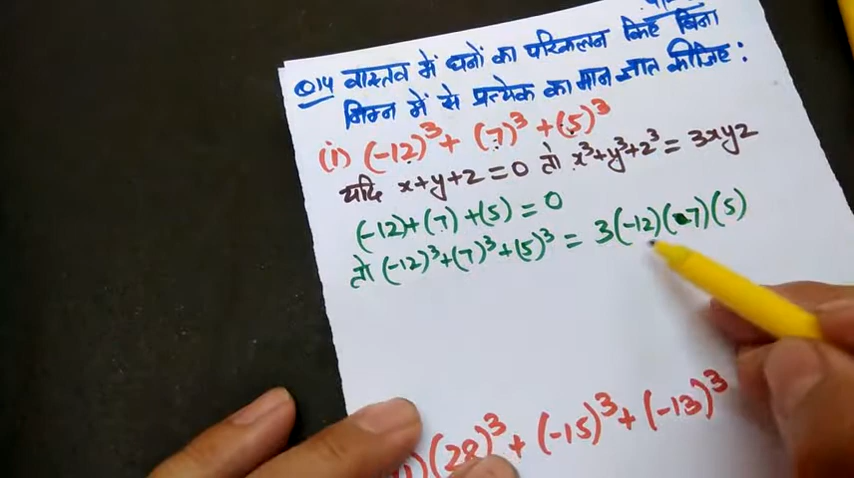 Q14 वास्तव में घनों का परिकलन किए बिना
निम्न में से प्रत्येक का मान ज्ञात कीजिए :
(i) (-12)³ + (7)³ + (5)³
यदि x+y+z = 0 तो x³+y³+z³ = 3xyz
(-12)+(7)+(5) = 0
तो (-12)³+(7)³+(5)³ = 3(-12)(7)(5)
(28)³ + (-15)³ + (-13)³